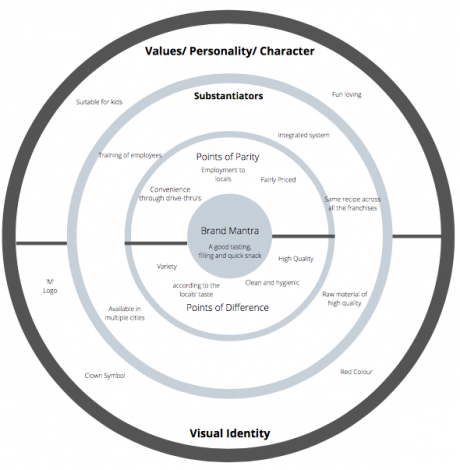 Values/ Personality/ Character
Suitable for kids
Fun loving
Substantiators
Integrated system
Training of employees
Same recipe across
all the franchises
Points of Parity
Employment to
locals
Fairly Priced
Convenience
through drive-thru's
Brand Mantra
A good tasting,
filling and quick snack
Variety
High Quality
according to the
locals' taste
Clean and hygienic
Points of Difference
Available in
multiple cities
Raw material of
high quality
'M'
Logo
Clown Symbol
Red Colour
Visual Identity